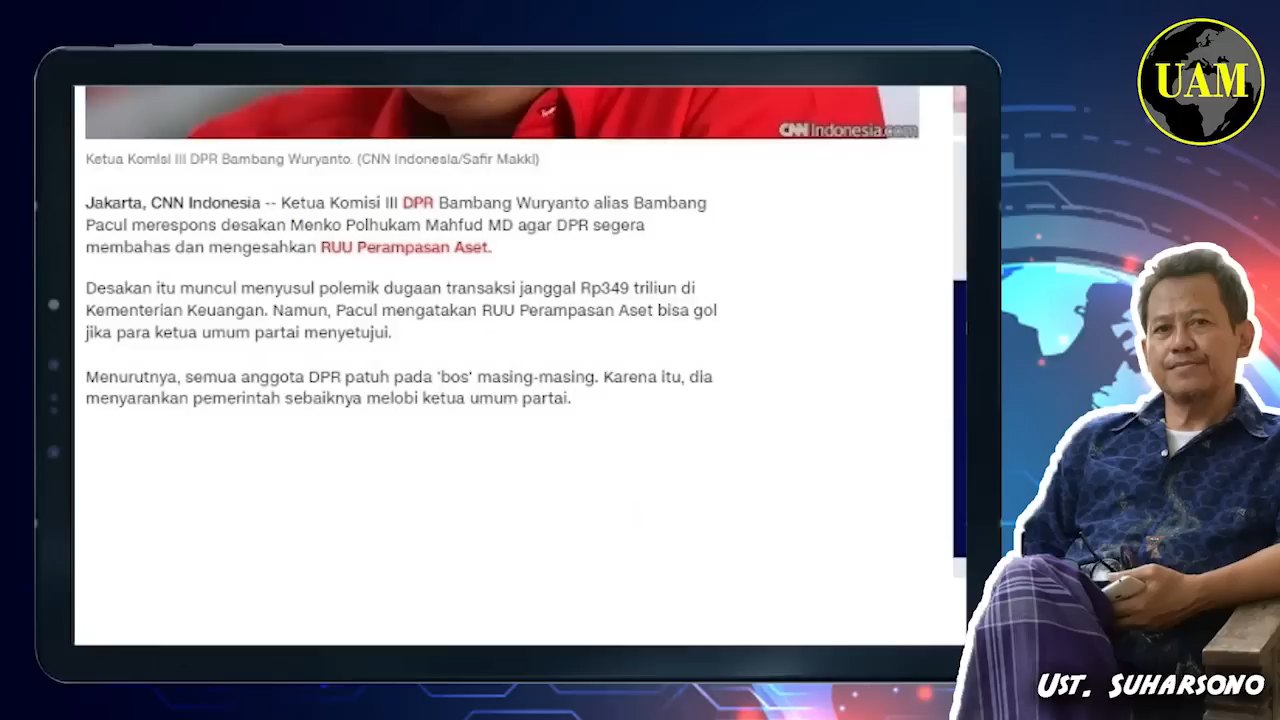 UAM
CNN Indonesia.com
Ketua Komisi III DPR Bambang Wuryanto. (CNN Indonesia/Safir Makki)
Jakarta, CNN Indonesia -- Ketua Komisi III DPR Bambang Wuryanto alias Bambang
Pacul merespons desakan Menko Polhukam Mahfud MD agar DPR segera
membahas dan mengesahkan RUU Perampasan Aset.
Desakan itu muncul menyusul polemik dugaan transaksi janggal Rp349 triliun di
Kementerian Keuangan. Namun, Pacul mengatakan RUU Perampasan Aset bisa gol
jika para ketua umum partai menyetujui.
Menurutnya, semua anggota DPR patuh pada 'bos' masing-masing. Karena itu, dia
menyarankan pemerintah sebaiknya melobi ketua umum partai.
UST. SUHARSONO